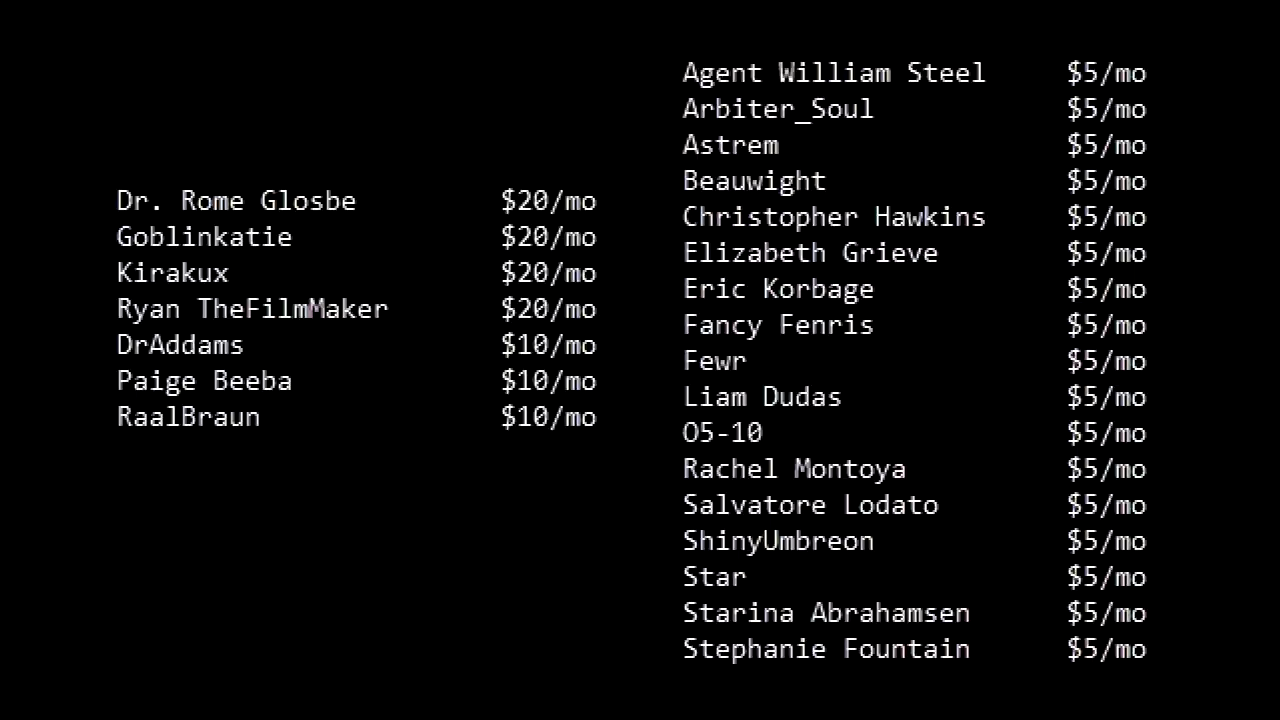 Dr. Rome Glosbe $20/mo
Goblinkatie $20/mo
Kirakux $20/mo
Ryan TheFilmMaker $20/mo
DrAddams $10/mo
Paige Beeba $10/mo
RaalBraun $10/mo
Agent William Steel $5/mo
Arbiter_Soul $5/mo
Astrem $5/mo
Beauwight $5/mo
Christopher Hawkins $5/mo
Elizabeth Grieve $5/mo
Eric Korbage $5/mo
Fancy Fenris $5/mo
Fewr $5/mo
Liam Dudas $5/mo
O5-10 $5/mo
Rachel Montoya $5/mo
Salvatore Lodato $5/mo
ShinyUmbreon $5/mo
Star $5/mo
Starina Abrahamsen $5/mo
Stephanie Fountain $5/mo